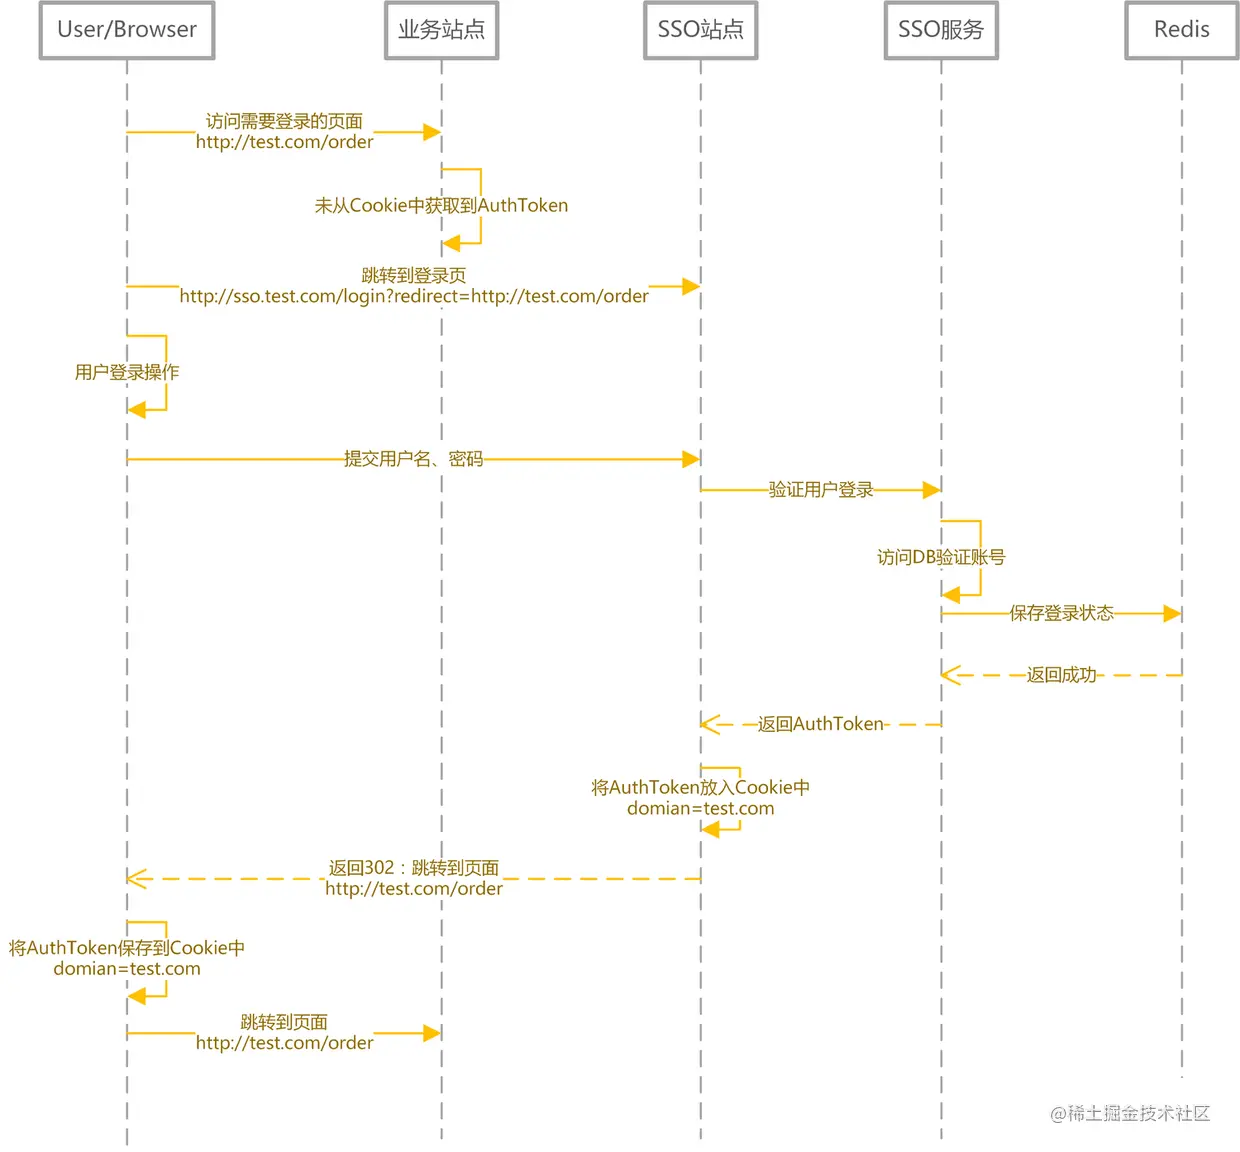 User/Browser
业务站点
SSO站点
SSO服务
Redis
访问需要登录的页面
http://test.com/order
未从Cookie中获取到AuthToken
跳转到登录页
http://sso.test.com/login?redirect=http://test.com/order
用户登录操作
提交用户名、密码
验证用户登录
访问DB验证账号
保存登录状态
返回成功
返回AuthToken
将AuthToken放入Cookie中
domian=test.com
返回302：跳转到页面
http://test.com/order
将AuthToken保存到Cookie中
domian=test.com
跳转到页面
http://test.com/order
@稀土掘金技术社区